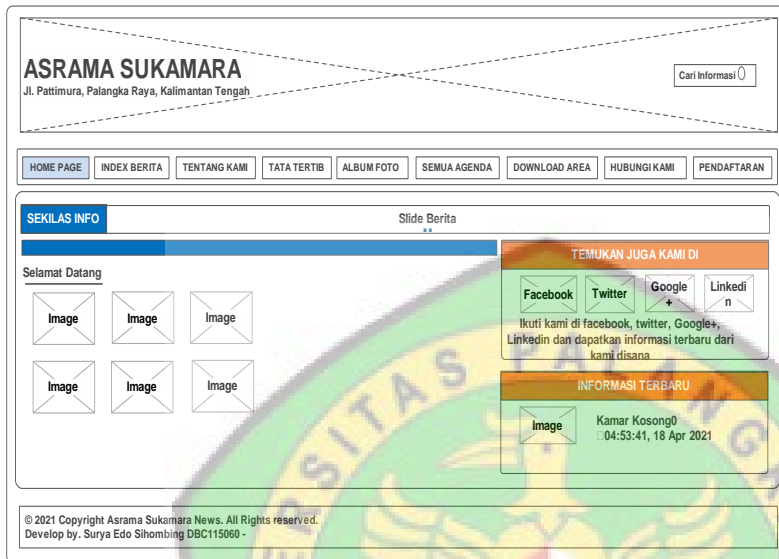 ASRAMA SUKAMARA
Jl. Pattimura, Palangka Raya, Kalimantan Tengah
Cari Informasi
HOME PAGE
INDEX BERITA
TENTANG KAMI
TATA TERTIB
ALBUM FOTO
SEMUA AGENDA
DOWNLOAD AREA
HUBUNGI KAMI
PENDAFTARAN
SEKILAS INFO
Slide Berita
Selamat Datang
Image
Image
Image
Image
Image
Image
TEMUKAN JUGA KAMI DI
Facebook
Twitter
Google
+
Linkedi
n
Ikuti kami di facebook, twitter, Google+,
Linkedin dan dapatkan informasi terbaru dari
kami disana
INFORMASI TERBARU
Image
Kamar Kosong0
04:53:41, 18 Apr 2021
© 2021 Copyright Asrama Sukamara News. All Rights reserved.
Develop by. Surya Edo Sihombing DBC115060 -